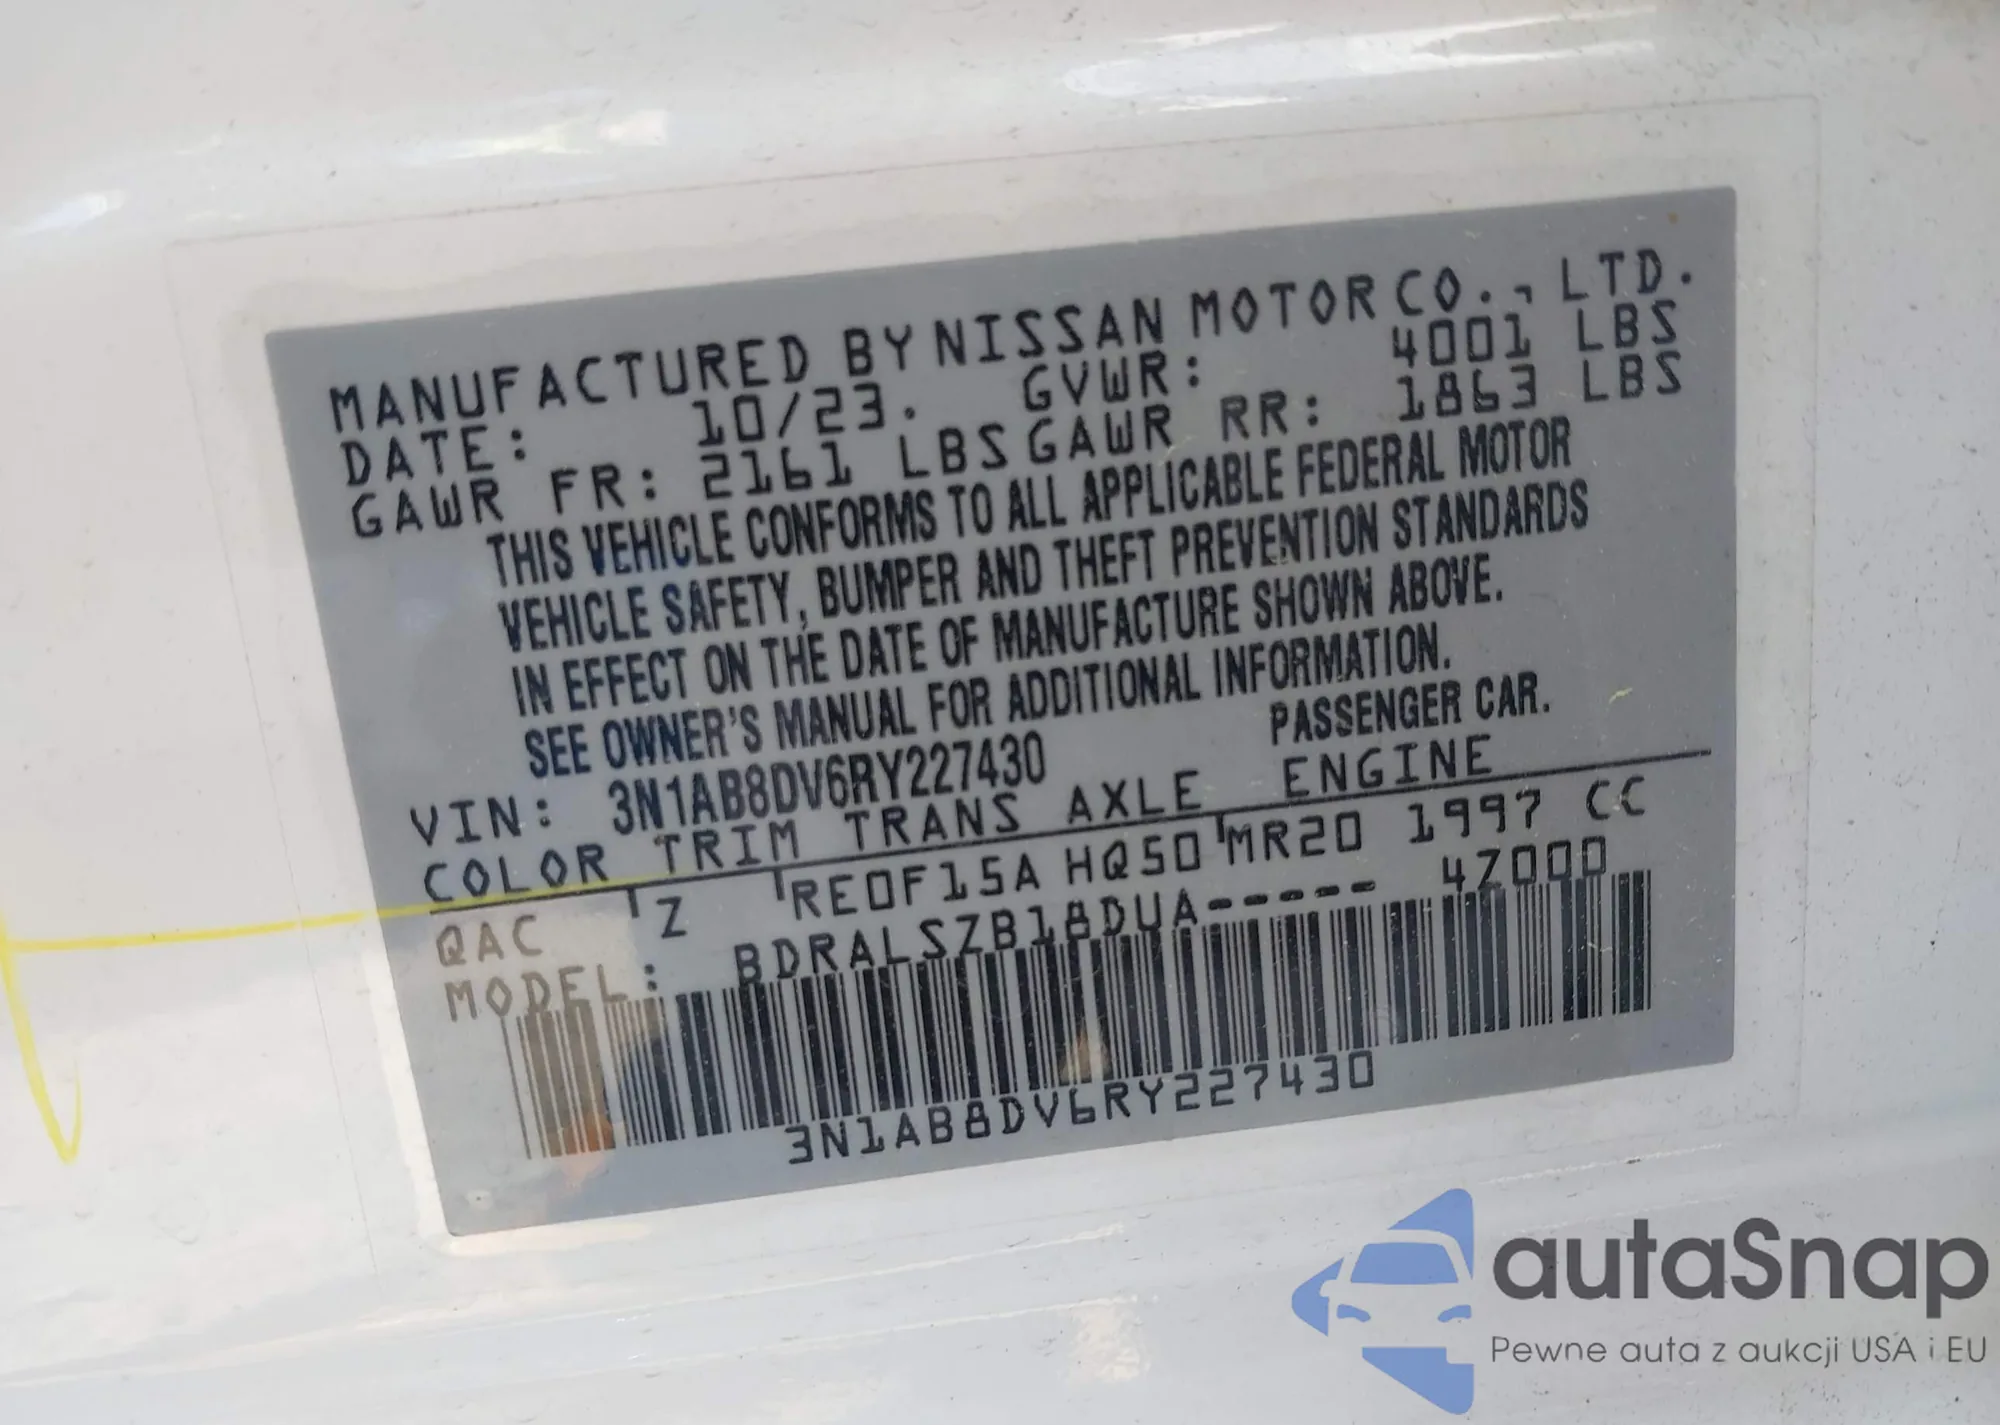 MANUFACTURED BY NISSAN MOTOR CO., LTD.
DATE: 10/23. GVWR: 4001 LBS
GAWR FR: 2161 LBS GAWR RR: 1863 LBS
THIS VEHICLE CONFORMS TO ALL APPLICABLE FEDERAL MOTOR
VEHICLE SAFETY, BUMPER AND THEFT PREVENTION STANDARDS
IN EFFECT ON THE DATE OF MANUFACTURE SHOWN ABOVE.
SEE OWNER'S MANUAL FOR ADDITIONAL INFORMATION.
VIN: 3N1AB8DV6RY227430 PASSENGER CAR.
COLOR TRIM TRANS AXLE ENGINE
QAC Z RE0F15A HQ50 MR20 1997 CC
MODEL: BDRALSZB18DUA----- 4Z000
3N1AB8DV6RY227430
autaSnap
Pewne auta z aukcji USA i EU